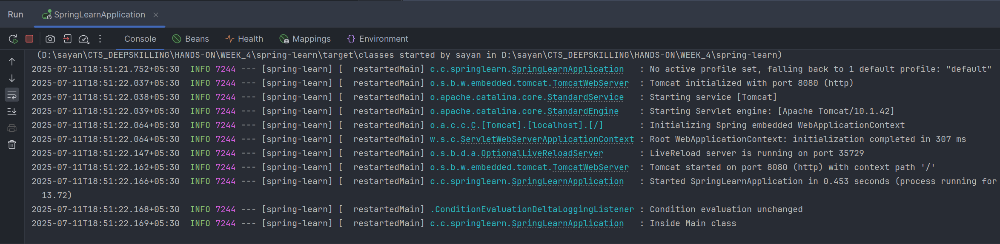 Run SpringLearnApplication
Console Beans Health Mappings {} Environment
(D:\sayan\CTS_DEEPSKILLING\HANDS-ON\WEEK_4\spring-learn\target\classes started by sayan in D:\sayan\CTS_DEEPSKILLING\HANDS-ON\WEEK_4\spring-learn)
2025-07-11T18:51:21.752+05:30  INFO 7244 --- [spring-learn] [  restartedMain] c.c.springlearn.SpringLearnApplication   : No active profile set, falling back to 1 default profile: "default"
2025-07-11T18:51:22.037+05:30  INFO 7244 --- [spring-learn] [  restartedMain] o.s.b.w.embedded.tomcat.TomcatWebServer  : Tomcat initialized with port 8080 (http)
2025-07-11T18:51:22.038+05:30  INFO 7244 --- [spring-learn] [  restartedMain] o.apache.catalina.core.StandardService   : Starting service [Tomcat]
2025-07-11T18:51:22.039+05:30  INFO 7244 --- [spring-learn] [  restartedMain] o.apache.catalina.core.StandardEngine    : Starting Servlet engine: [Apache Tomcat/10.1.42]
2025-07-11T18:51:22.064+05:30  INFO 7244 --- [spring-learn] [  restartedMain] o.a.c.c.C.[Tomcat].[localhost].[/]       : Initializing Spring embedded WebApplicationContext
2025-07-11T18:51:22.064+05:30  INFO 7244 --- [spring-learn] [  restartedMain] w.s.c.ServletWebServerApplicationContext : Root WebApplicationContext: initialization completed in 307 ms
2025-07-11T18:51:22.147+05:30  INFO 7244 --- [spring-learn] [  restartedMain] o.s.b.d.a.OptionalLiveReloadServer       : LiveReload server is running on port 35729
2025-07-11T18:51:22.162+05:30  INFO 7244 --- [spring-learn] [  restartedMain] o.s.b.w.embedded.tomcat.TomcatWebServer  : Tomcat started on port 8080 (http) with context path '/'
2025-07-11T18:51:22.166+05:30  INFO 7244 --- [spring-learn] [  restartedMain] c.c.springlearn.SpringLearnApplication   : Started SpringLearnApplication in 0.453 seconds (process running for
13.72)
2025-07-11T18:51:22.168+05:30  INFO 7244 --- [spring-learn] [  restartedMain] .ConditionEvaluationDeltaLoggingListener : Condition evaluation unchanged
2025-07-11T18:51:22.169+05:30  INFO 7244 --- [spring-learn] [  restartedMain] c.c.springlearn.SpringLearnApplication   : Inside Main class